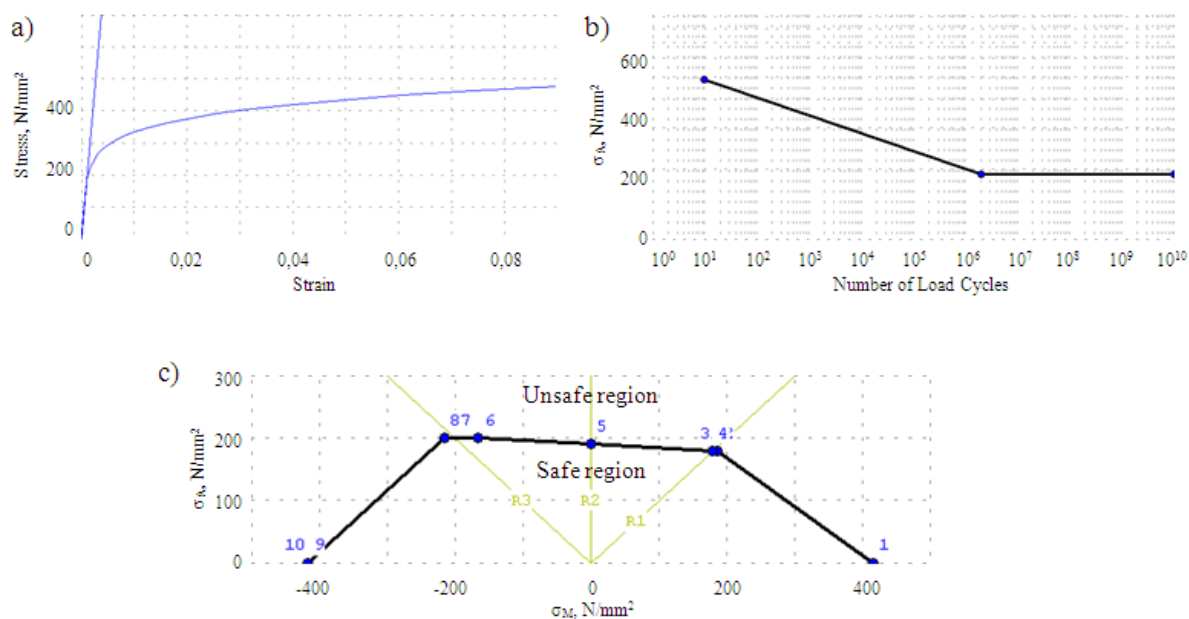 a)
Stress, N/mm²
400
200
0
0 0,02 0,04 0,06 0,08
Strain
b)
σA, N/mm²
600
400
200
0
10⁰ 10¹ 10² 10³ 10⁴ 10⁵ 10⁶ 10⁷ 10⁸ 10⁹ 10¹⁰
Number of Load Cycles
c)
σA, N/mm²
300
200
100
0
Unsafe region
87 6 5 3 4
Safe region
R3 R2 R1
10 9 1
-400 -200 0 200 400
σM, N/mm²